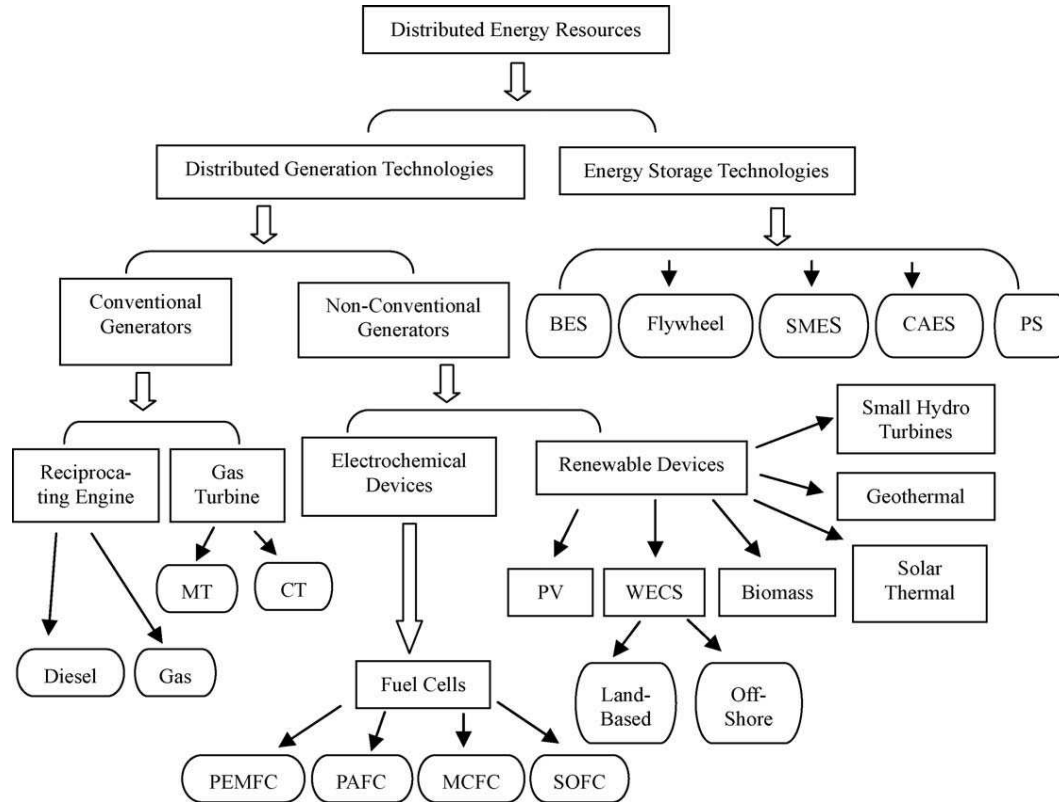 Distributed Energy Resources
Distributed Generation Technologies
Energy Storage Technologies
Conventional
Generators
Non-Conventional
Generators
BES
Flywheel
SMES
CAES
PS
Reciproca-
ting Engine
Gas
Turbine
Electrochemical
Devices
Renewable Devices
Small Hydro
Turbines
Geothermal
Solar
Thermal
MT
CT
PV
WECS
Biomass
Diesel
Gas
Fuel Cells
Land-
Based
Off-
Shore
PEMFC
PAFC
MCFC
SOFC